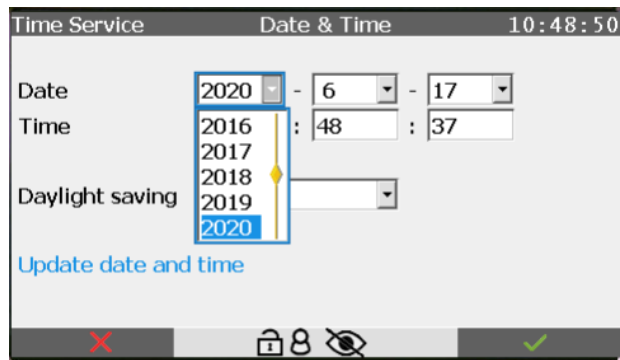 Time Service Date & Time 10:48:50
Date 2020 - 6 - 17
Time : 48 : 37
2016
2017
2018
2019
2020
Daylight saving
Update date and time